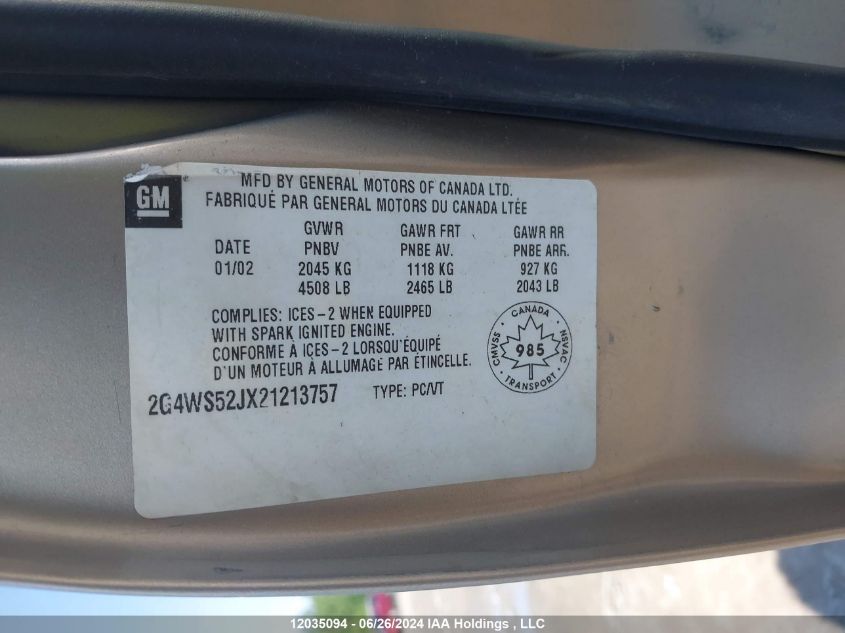 GM
MFD BY GENERAL MOTORS OF CANADA LTD.
FABRIQUÉ PAR GENERAL MOTORS DU CANADA LTÉE
GVWR GAWR FRT GAWR RR
DATE PNBV PNBE AV. PNBE ARR.
01/02 2045 KG 1118 KG 927 KG
4508 LB 2465 LB 2043 LB
COMPLIES: ICES-2 WHEN EQUIPPED
WITH SPARK IGNITED ENGINE.
CONFORME À ICES-2 LORSQU'ÉQUIPÉ
D'UN MOTEUR À ALLUMAGE PAR ÉTINCELLE.
CANADA
CMVSS 985 NSVAC
TRANSPORT
2G4WS52JX21213757 TYPE: PC/VT
12035094 - 06/26/2024 IAA Holdings , LLC